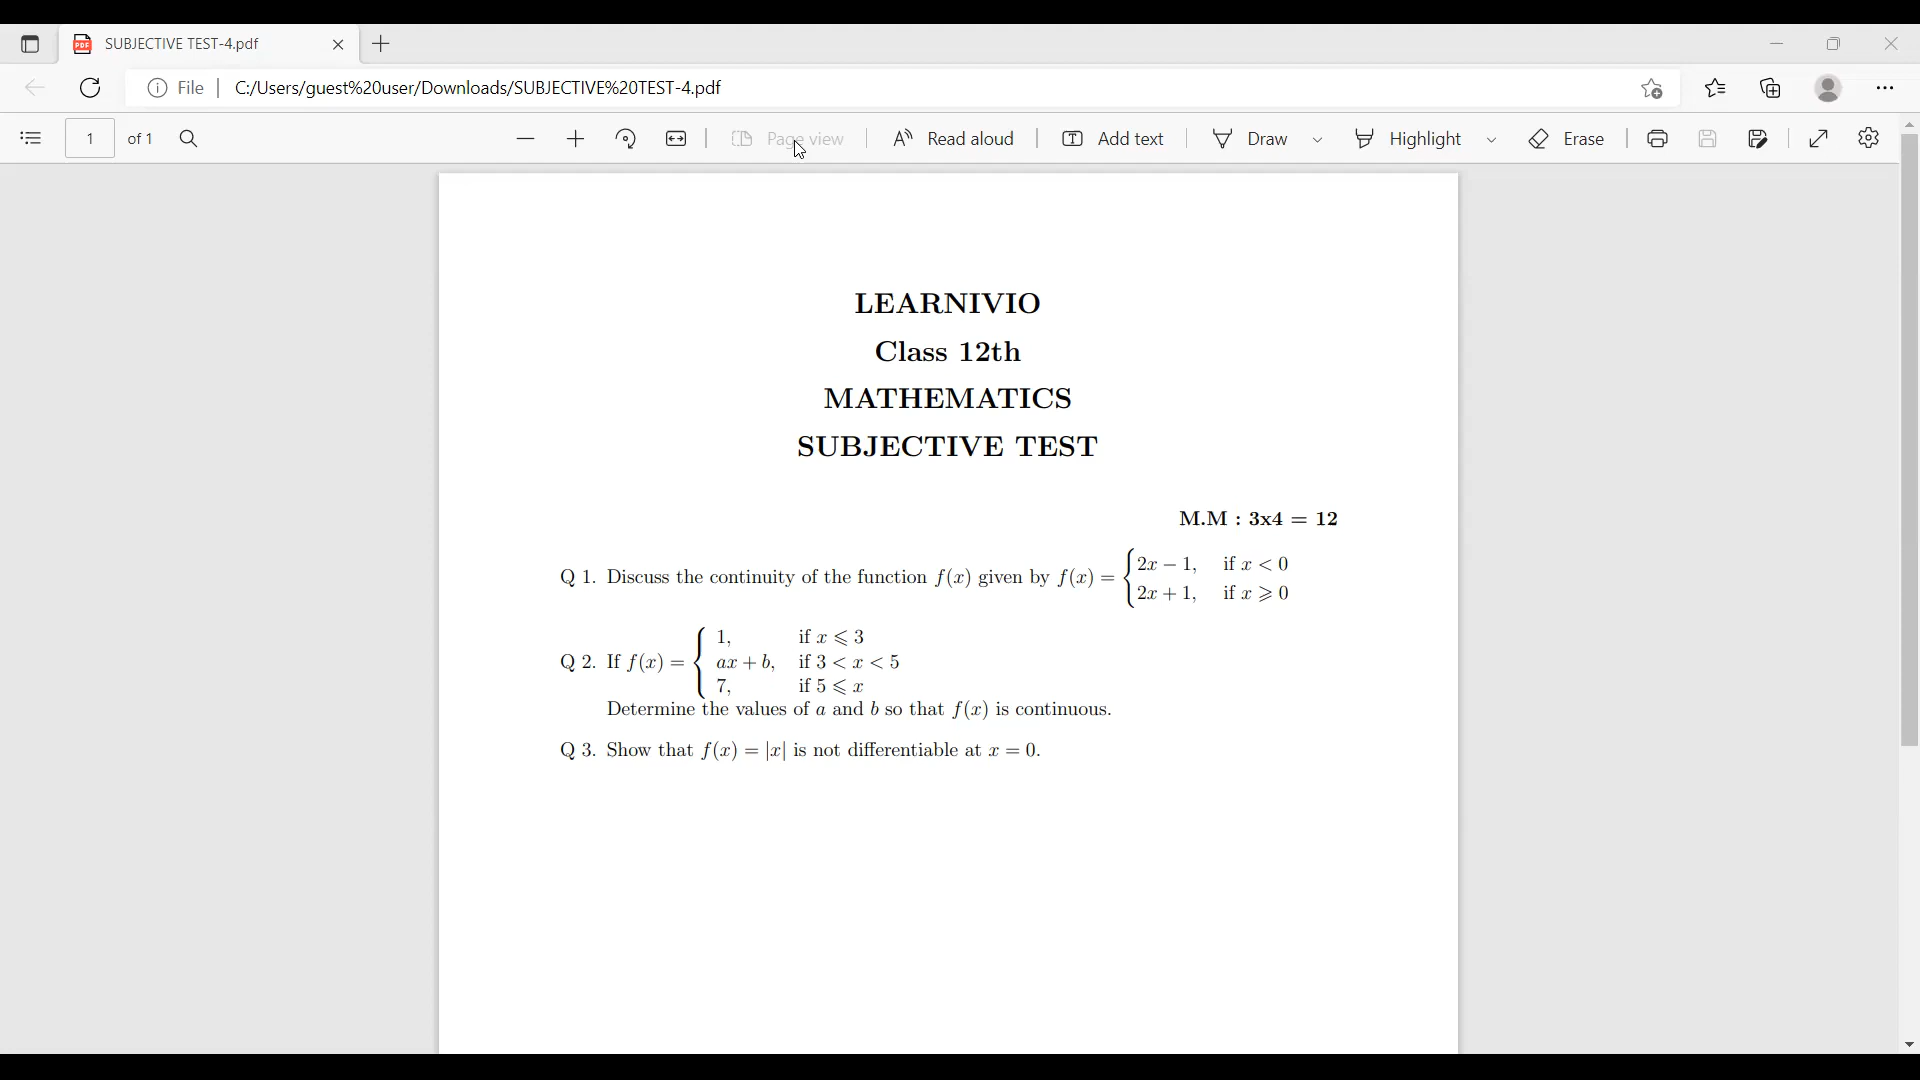 SUBJECTIVE TEST-4.pdf
File | C:/Users/guest%20user/Downloads/SUBJECTIVE%20TEST-4.pdf
1 of 1 Page view Read aloud Add text Draw Highlight Erase
LEARNIVIO
Class 12th
MATHEMATICS
SUBJECTIVE TEST
M.M : 3x4 = 12
Q 1. Discuss the continuity of the function f(x) given by f(x) = { 2x − 1, if x < 0
2x + 1, if x ⩾ 0
Q 2. If f(x) = { 1, if x ⩽ 3
ax + b, if 3 < x < 5
7, if 5 ⩽ x
Determine the values of a and b so that f(x) is continuous.
Q 3. Show that f(x) = |x| is not differentiable at x = 0.